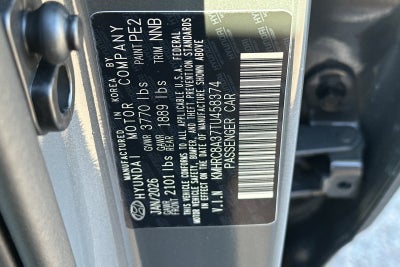 MANUFACTURED IN KOREA BY
HYUNDAI MOTOR COMPANY
JAN/2026 GVWR 3770 lbs PAINT PE2
GAWR FRONT 2101 lbs GAWR REAR 1889 lbs TRIM NNB
THIS VEHICLE CONFORMS TO ALL APPLICABLE U.S.A. FEDERAL
MOTOR VEHICLE SAFETY, BUMPER, AND THEFT PREVENTION STANDARDS
IN EFFECT ON THE DATE OF MANUFACTURE SHOWN ABOVE.
V.I.N KMHRC8A37TU458374
PASSENGER CAR